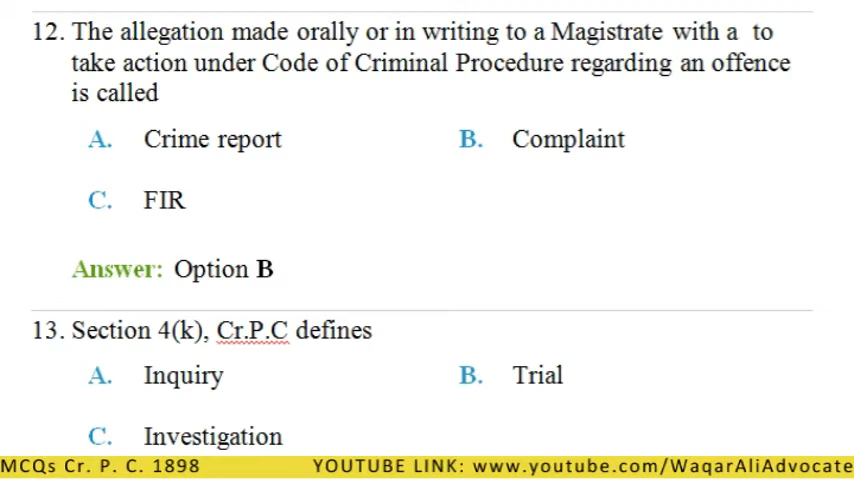 12. The allegation made orally or in writing to a Magistrate with a to
take action under Code of Criminal Procedure regarding an offence
is called
A. Crime report B. Complaint
C. FIR
Answer: Option B
13. Section 4(k), Cr.P.C defines
A. Inquiry B. Trial
C. Investigation
MCQs Cr. P. C. 1898 YOUTUBE LINK: www.youtube.com/WaqarAliAdvocate